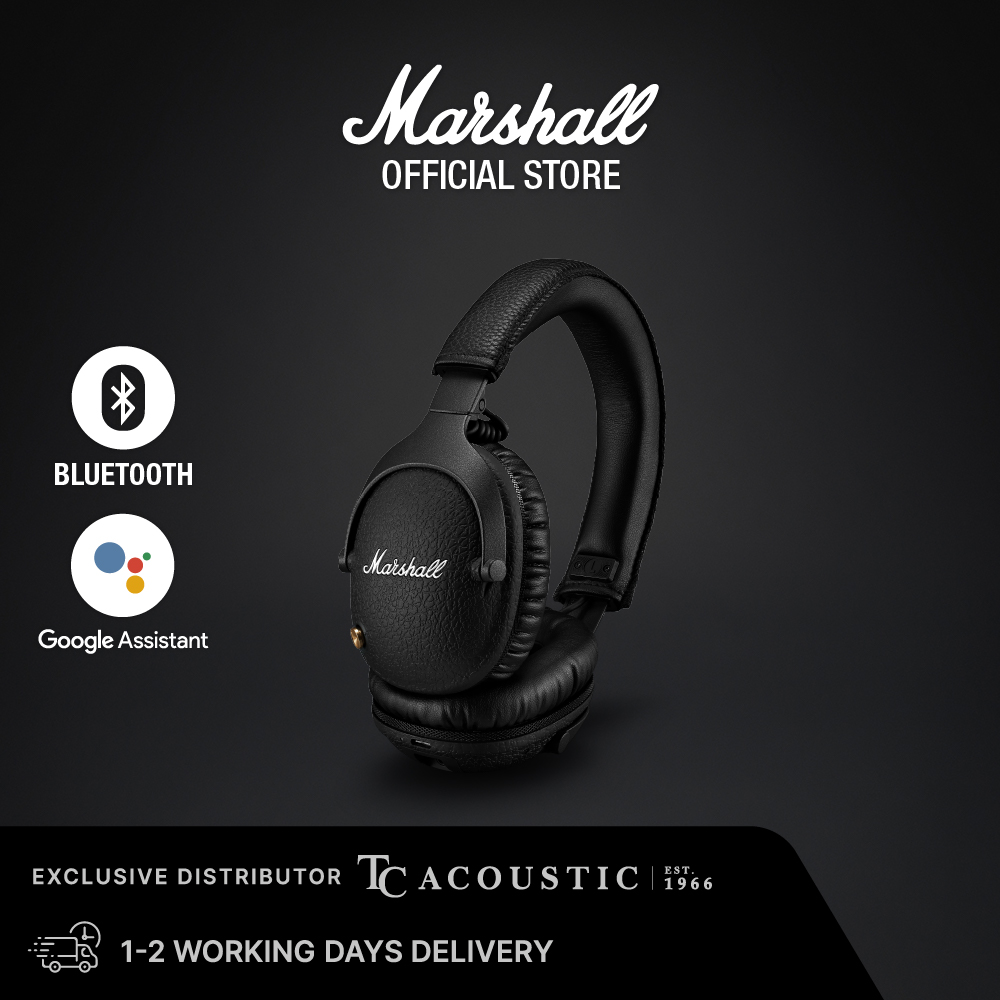 Marshall
OFFICIAL STORE
BLUETOOTH
Google Assistant
Marshall
EXCLUSIVE DISTRIBUTOR TC ACOUSTIC EST. 1966
1-2 WORKING DAYS DELIVERY